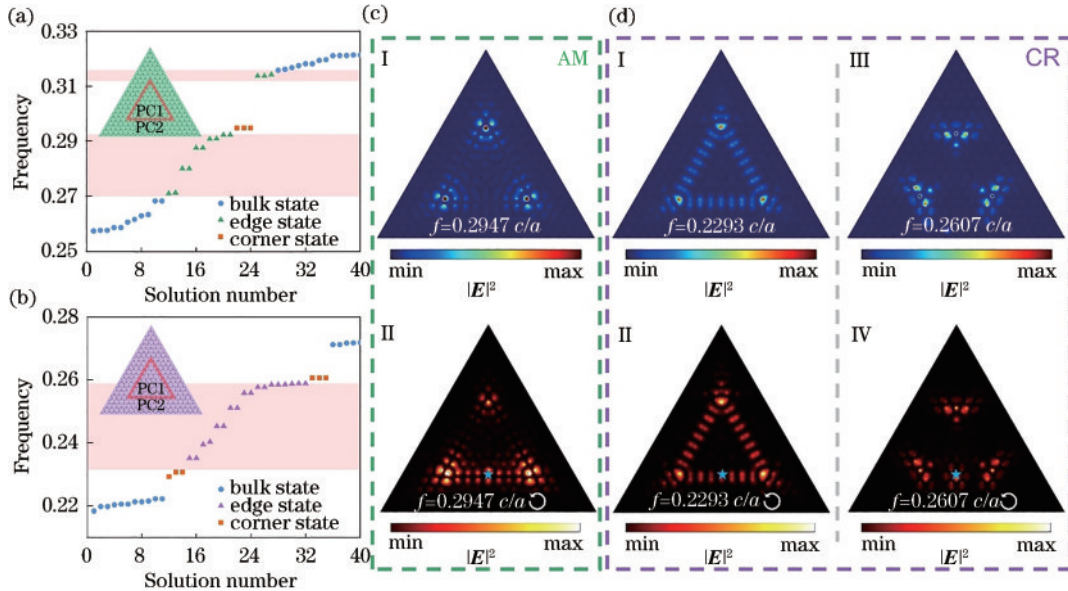 (a)
0.33
0.31
0.29
0.27
0.25
Frequency
PC1
PC2
bulk state
edge state
corner state
0 8 16 24 32 40
Solution number
(b)
0.28
0.26
0.24
0.22
Frequency
PC1
PC2
bulk state
edge state
corner state
0 8 16 24 32 40
Solution number
(c)
I
AM
f=0.2947 c/a
min max
|E|²
II
f=0.2947 c/a
min max
|E|²
(d)
I
f=0.2293 c/a
min max
|E|²
II
f=0.2293 c/a
min max
|E|²
III
CR
f=0.2607 c/a
min max
|E|²
IV
f=0.2607 c/a
min max
|E|²